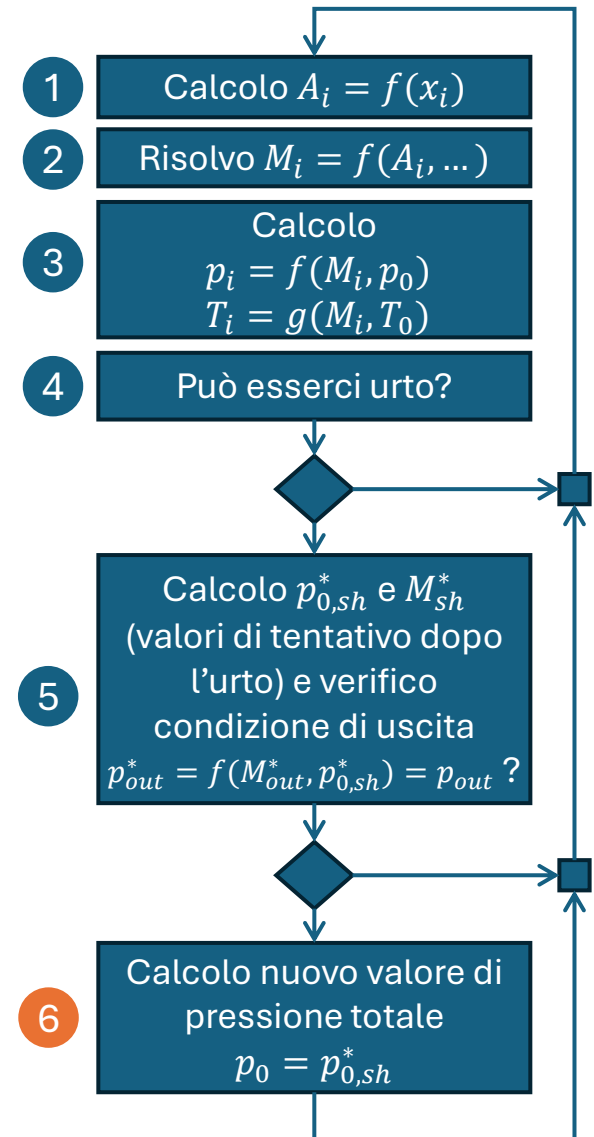 1
Calcolo $A_i = f(x_i)$
2
Risolvo $M_i = f(A_i, …)$
3
Calcolo
$p_i = f(M_i, p_0)$
$T_i = g(M_i, T_0)$
4
Può esserci urto?
5
Calcolo $p^*_{0,sh}$ e $M^*_{sh}$
(valori di tentativo dopo
l’urto) e verifico
condizione di uscita
$p^*_{out} = f(M^*_{out}, p^*_{0,sh}) = p_{out}$ ?
6
Calcolo nuovo valore di
pressione totale
$p_0 = p^*_{0,sh}$